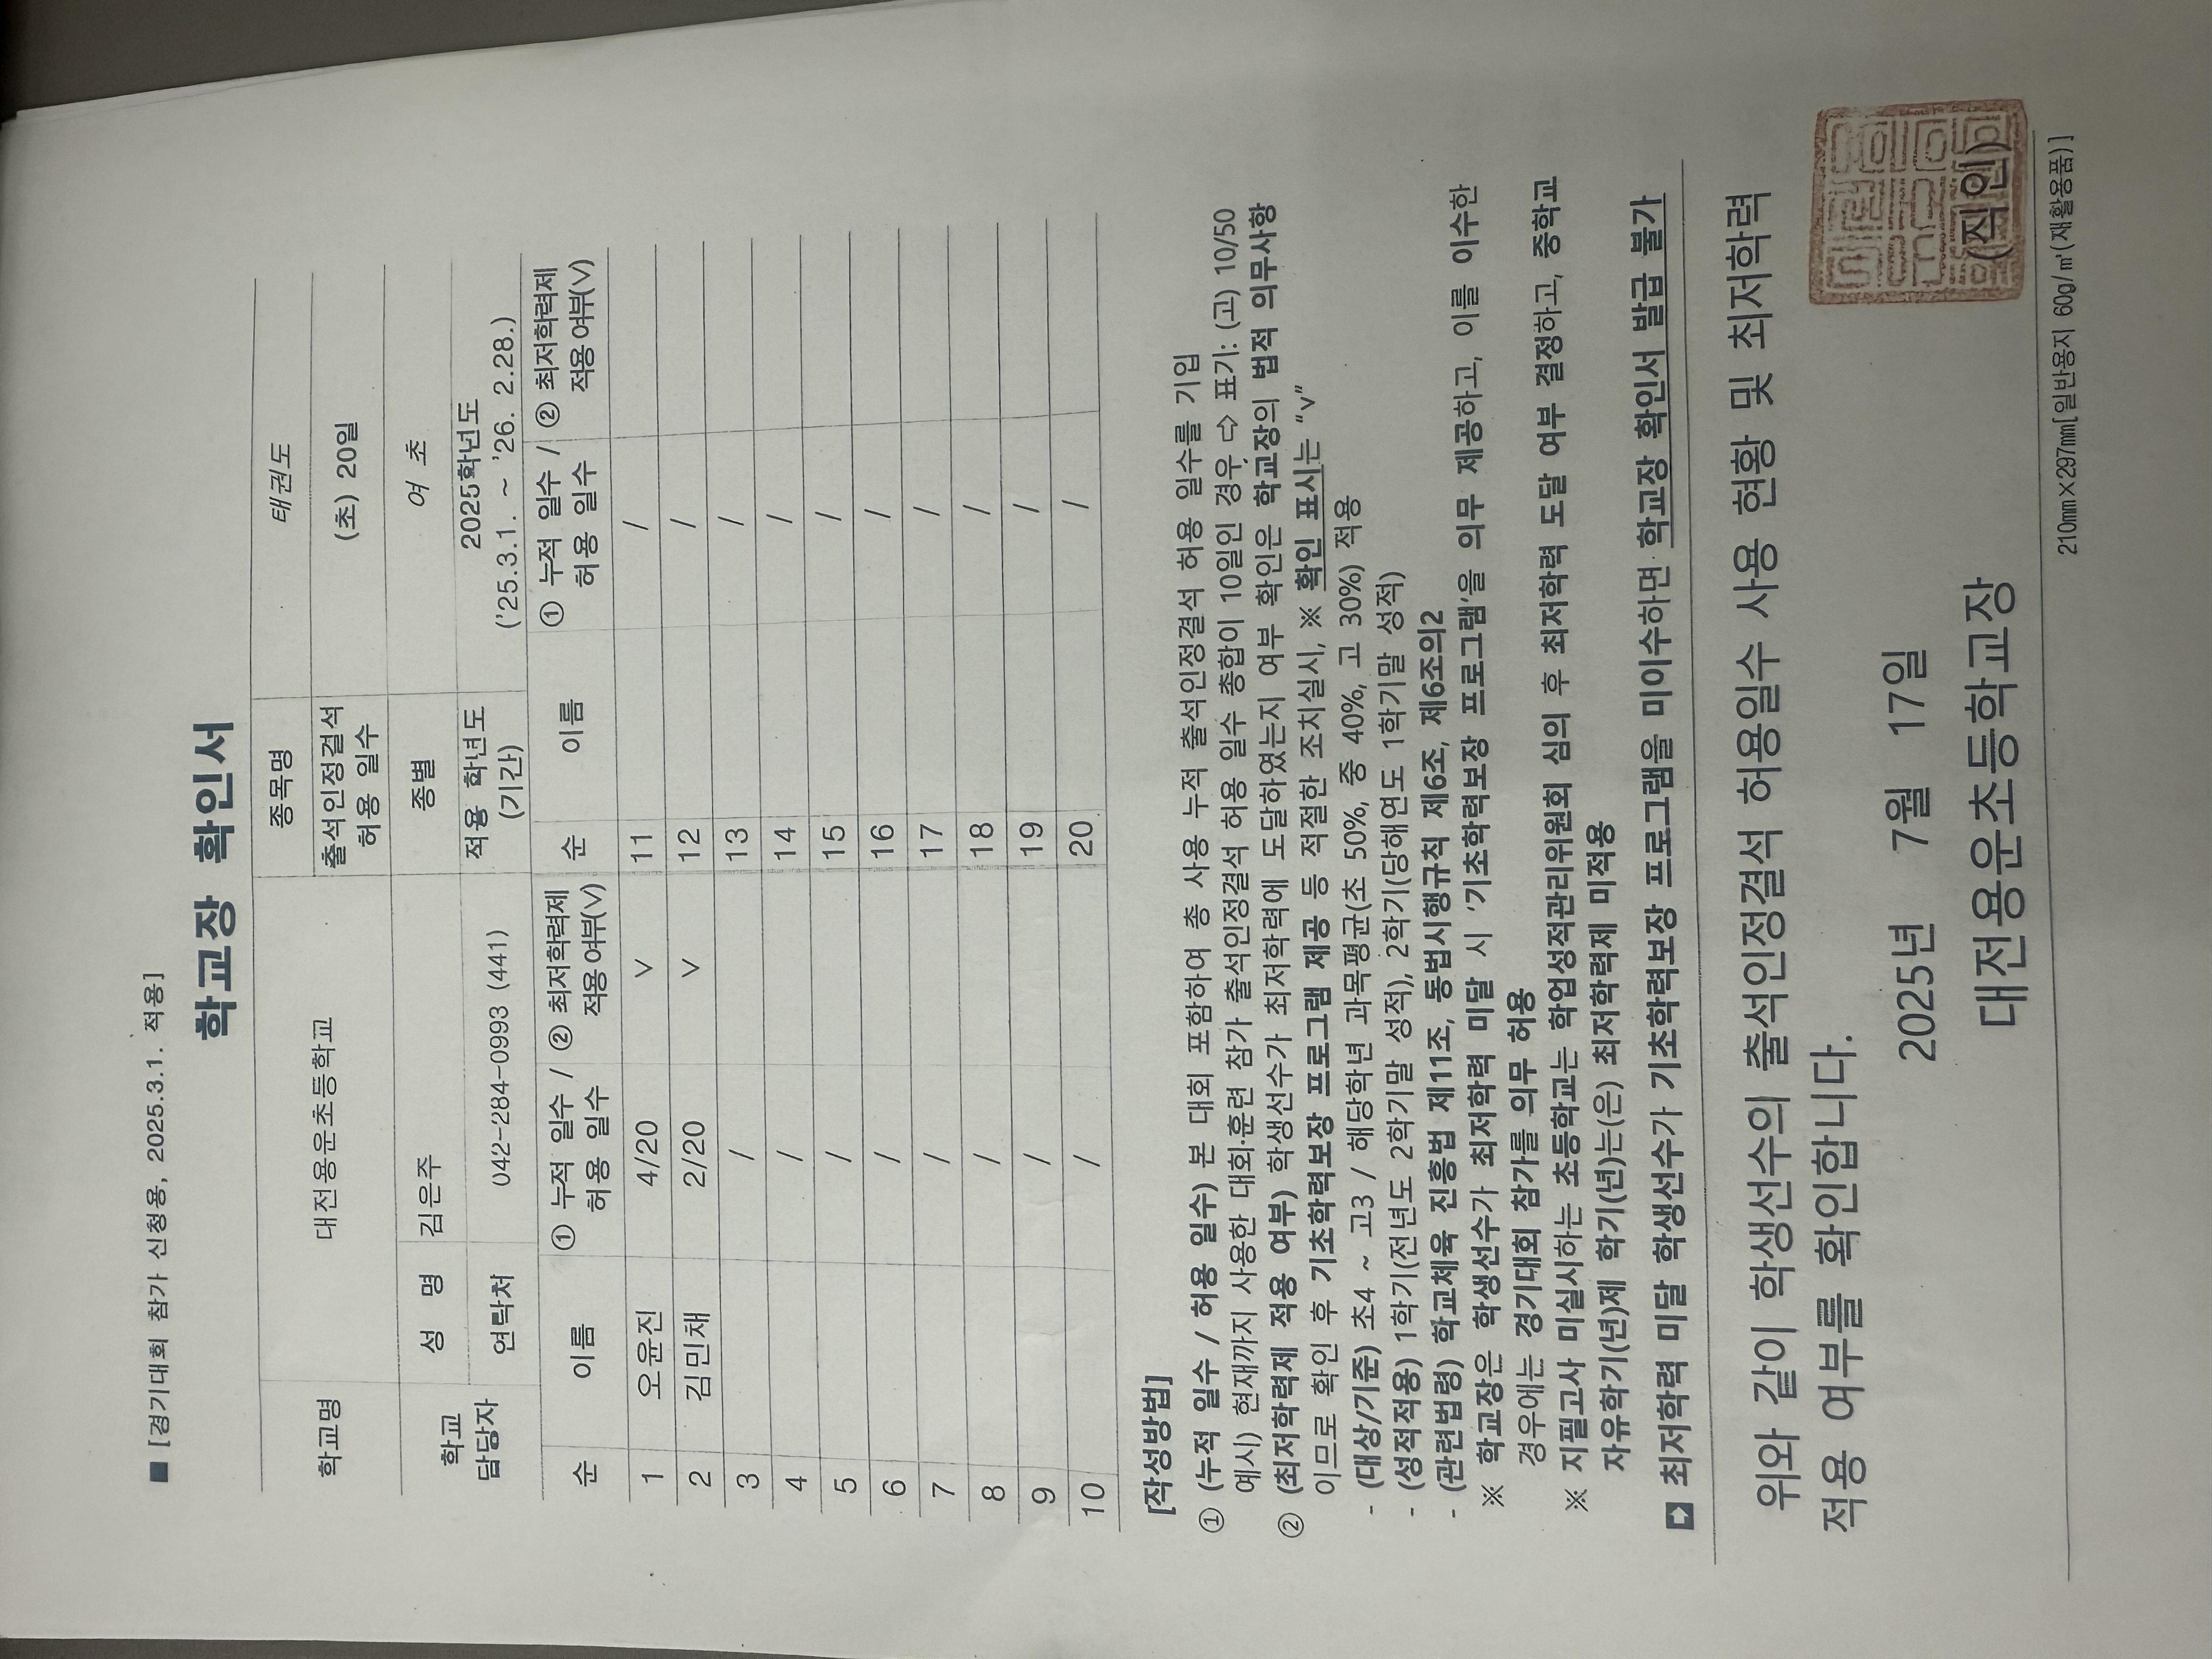 ■ [경기대회 참가 신청용, 2025.3.1. 적용]
학교장 확인서
학교명 대전용운초등학교 종목명 태권도
출석인정결석 허용 일수 (초) 20일
학교 담당자 성 명 김은주 종별 여 초
연락처 042-284-0993 (441) 적용 학년도 (기간) 2025학년도 ('25.3.1. ~ '26. 2.28.)
순 이름 ① 누적 일수 / 허용 일수 ② 최저학력제 적용여부(∨) 순 이름 ① 누적 일수 / 허용 일수 ② 최저학력제 적용여부(∨)
1 오윤진 4/20 ∨ 11 /
2 김민채 2/20 ∨ 12 /
3 / 13 /
4 / 14 /
5 / 15 /
6 / 16 /
7 / 17 /
8 / 18 /
9 / 19 /
10 / 20 /
[작성방법]
① (누적 일수 / 허용 일수) 본 대회 포함하여 총 사용 누적 출석인정결석 허용 일수를 기입
예시) 현재까지 사용한 대회·훈련 참가 출석인정결석 허용 일수 총합이 10일인 경우 ⇨ 표기: (고) 10/50
② (최저학력제 적용 여부) 학생선수가 최저학력에 도달하였는지 여부 확인은 학교장의 법적 의무사항
이므로 확인 후 기초학력보장 프로그램 제공 등 적절한 조치실시, ※ 확인 표시는 “∨”
- (대상/기준) 초4 ~ 고3 / 해당학년 과목평균(초 50%, 중 40%, 고 30%) 적용
- (성적적용) 1학기(전년도 2학기말 성적), 2학기(당해연도 1학기말 성적)
- (관련법령) 학교체육 진흥법 제11조, 동법시행규칙 제6조, 제6조의2
※ 학교장은 학생선수가 최저학력 미달 시 '기초학력보장 프로그램'을 의무 제공하고, 이를 이수한
경우에는 경기대회 참가를 의무 허용
※ 지필고사 미실시하는 초등학교는 학업성적관리위원회 심의 후 최저학력 도달 여부 결정하고, 중학교
자유학기(년)제 학기(년)는(은) 최저학력제 미적용
➡ 최저학력 미달 학생선수가 기초학력보장 프로그램을 미이수하면 학교장 확인서 발급 불가
위와 같이 학생선수의 출석인정결석 허용일수 사용 현황 및 최저학력
적용 여부를 확인합니다.
2025년 7월 17일
대전용운초등학교장 (직인)
210㎜×297㎜[일반용지 60g/㎡(재활용품)]